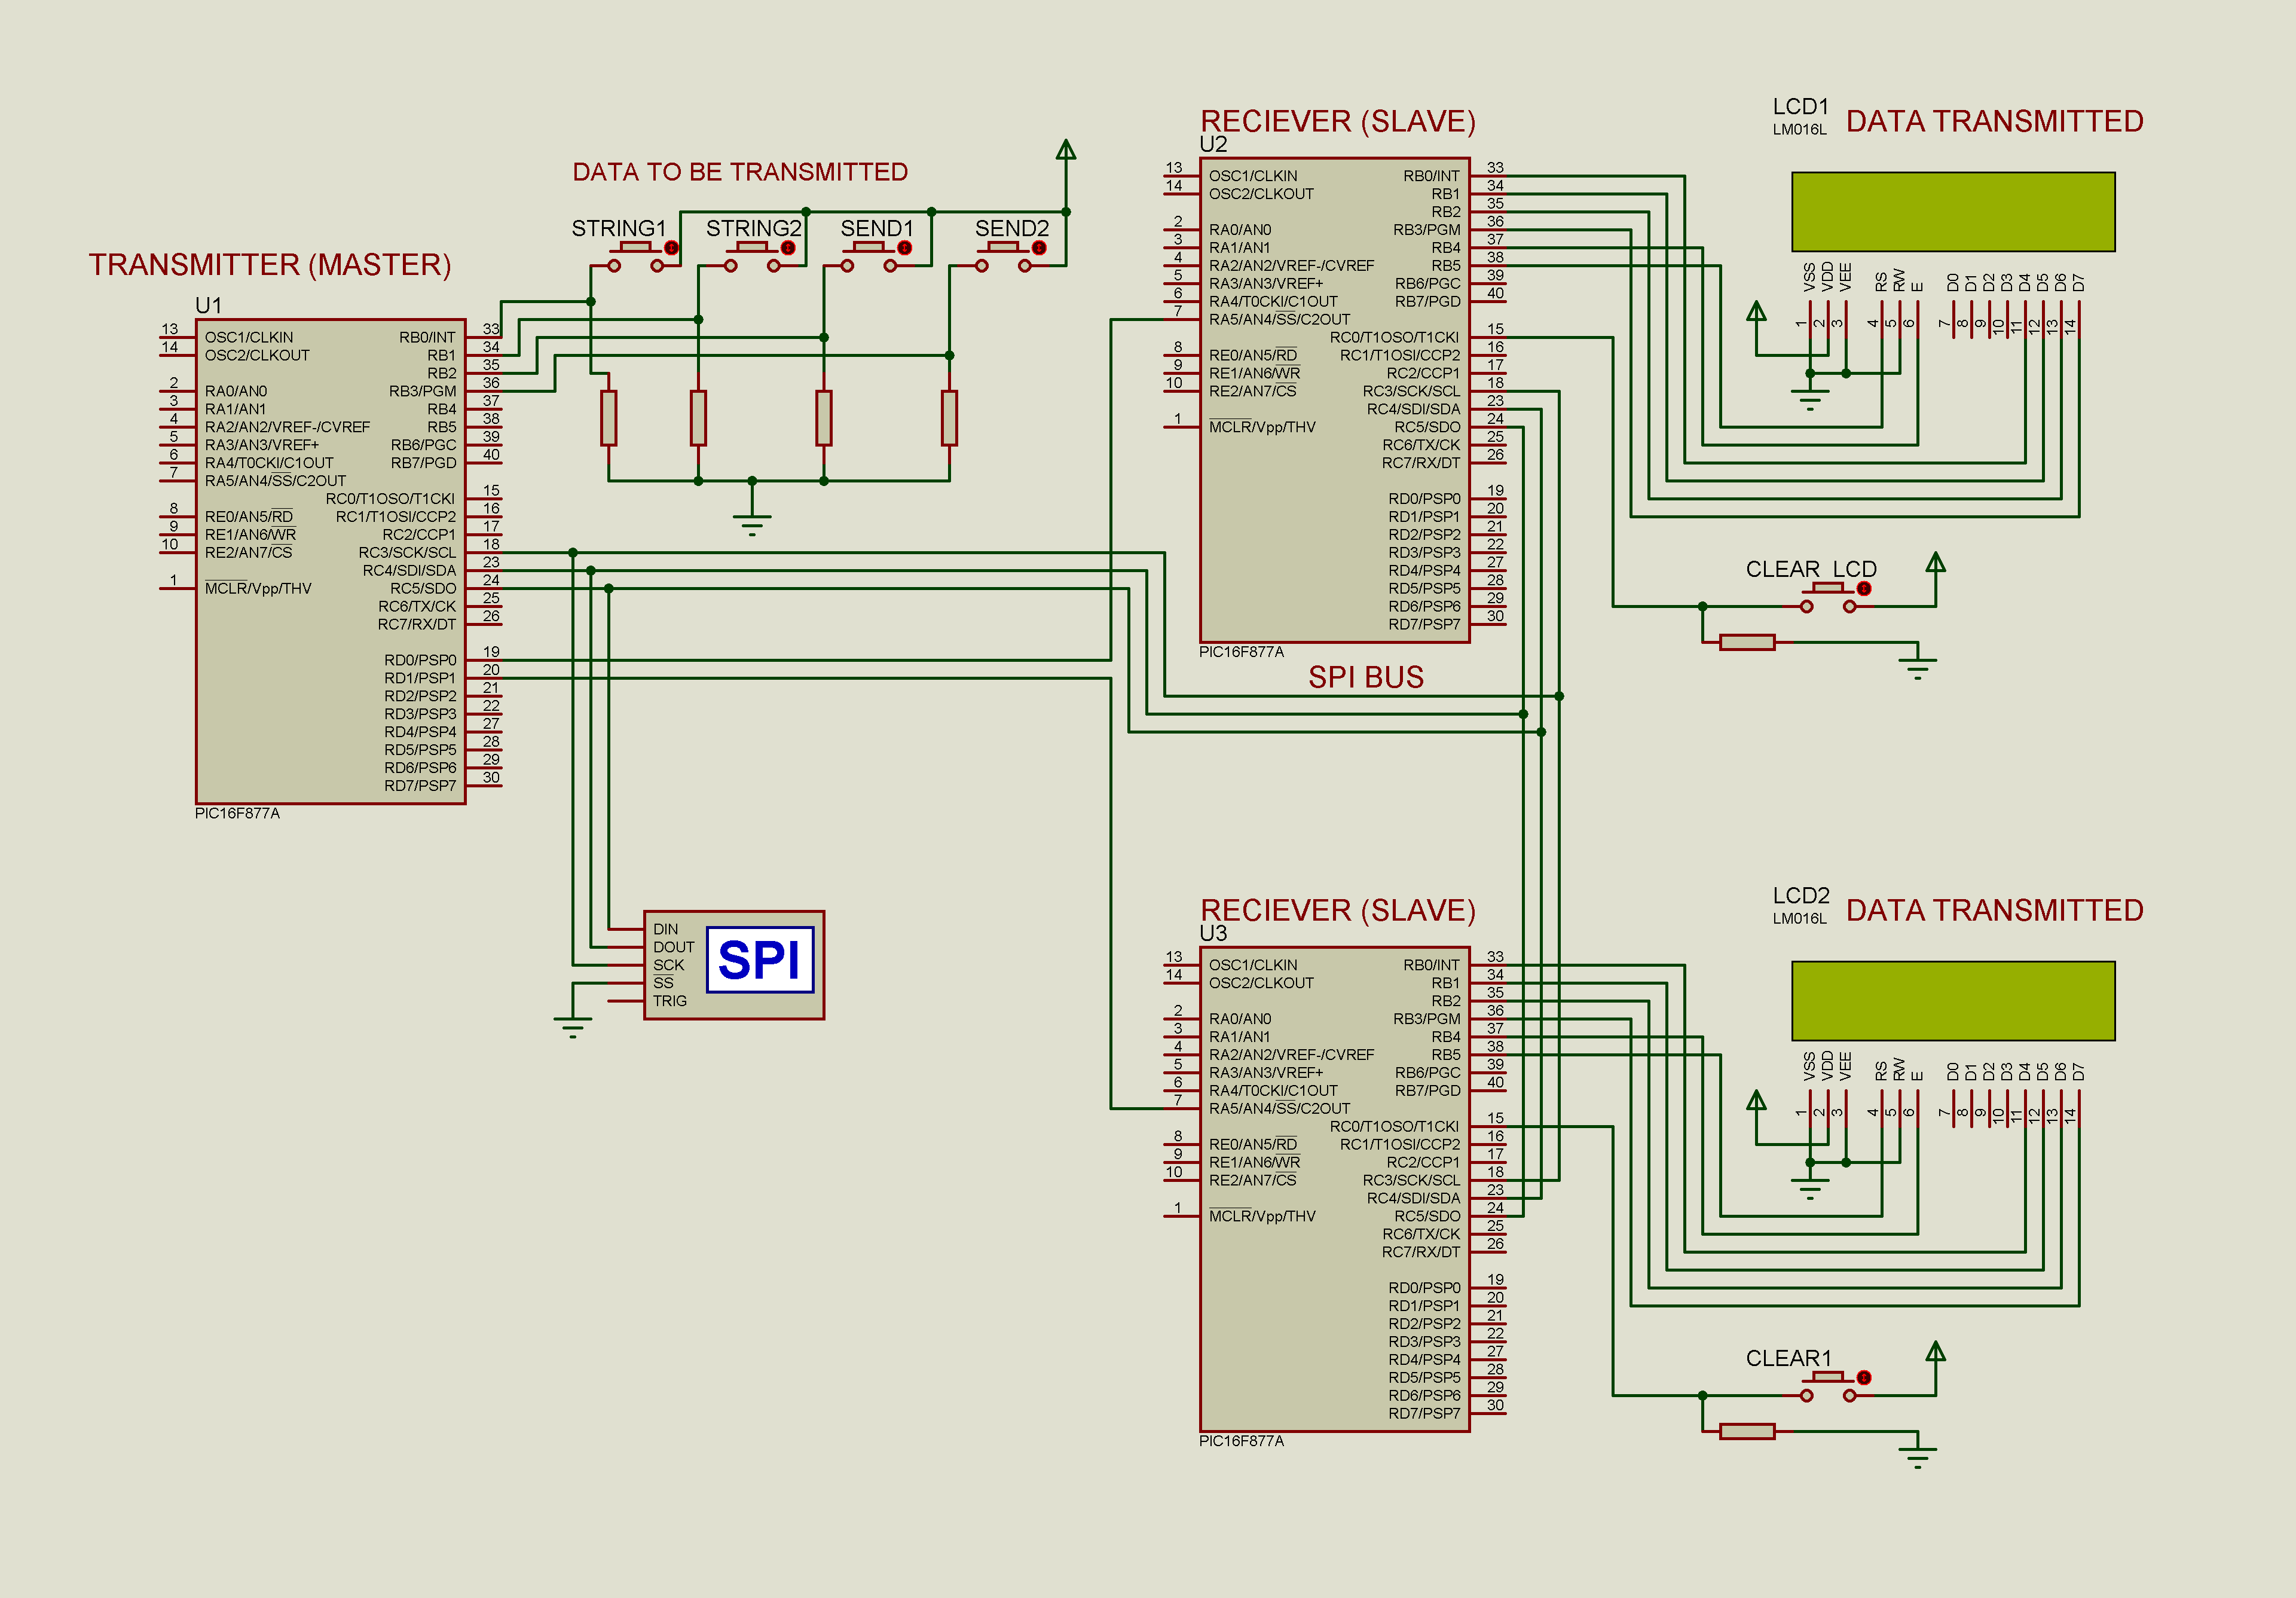 TRANSMITTER (MASTER)
U1
13 OSC1/CLKIN
14 OSC2/CLKOUT
2 RA0/AN0
3 RA1/AN1
4 RA2/AN2/VREF-/CVREF
5 RA3/AN3/VREF+
6 RA4/T0CKI/C1OUT
7 RA5/AN4/SS/C2OUT
8 RE0/AN5/RD
9 RE1/AN6/WR
10 RE2/AN7/CS
1 MCLR/Vpp/THV
RB0/INT 33
RB1 34
RB2 35
RB3/PGM 36
RB4 37
RB5 38
RB6/PGC 39
RB7/PGD 40
RC0/T1OSO/T1CKI 15
RC1/T1OSI/CCP2 16
RC2/CCP1 17
RC3/SCK/SCL 18
RC4/SDI/SDA 23
RC5/SDO 24
RC6/TX/CK 25
RC7/RX/DT 26
RD0/PSP0 19
RD1/PSP1 20
RD2/PSP2 21
RD3/PSP3 22
RD4/PSP4 27
RD5/PSP5 28
RD6/PSP6 29
RD7/PSP7 30
PIC16F877A
DATA TO BE TRANSMITTED
STRING1 STRING2 SEND1 SEND2
DIN
DOUT
SCK
SS
TRIG
SPI
RECIEVER (SLAVE)
U2
13 OSC1/CLKIN
14 OSC2/CLKOUT
2 RA0/AN0
3 RA1/AN1
4 RA2/AN2/VREF-/CVREF
5 RA3/AN3/VREF+
6 RA4/T0CKI/C1OUT
7 RA5/AN4/SS/C2OUT
8 RE0/AN5/RD
9 RE1/AN6/WR
10 RE2/AN7/CS
1 MCLR/Vpp/THV
RB0/INT 33
RB1 34
RB2 35
RB3/PGM 36
RB4 37
RB5 38
RB6/PGC 39
RB7/PGD 40
RC0/T1OSO/T1CKI 15
RC1/T1OSI/CCP2 16
RC2/CCP1 17
RC3/SCK/SCL 18
RC4/SDI/SDA 23
RC5/SDO 24
RC6/TX/CK 25
RC7/RX/DT 26
RD0/PSP0 19
RD1/PSP1 20
RD2/PSP2 21
RD3/PSP3 22
RD4/PSP4 27
RD5/PSP5 28
RD6/PSP6 29
RD7/PSP7 30
PIC16F877A
SPI BUS
LCD1
LM016L
DATA TRANSMITTED
VSS VDD VEE RS RW E D0 D1 D2 D3 D4 D5 D6 D7
1 2 3 4 5 6 7 8 9 10 11 12 13 14
CLEAR LCD
RECIEVER (SLAVE)
U3
13 OSC1/CLKIN
14 OSC2/CLKOUT
2 RA0/AN0
3 RA1/AN1
4 RA2/AN2/VREF-/CVREF
5 RA3/AN3/VREF+
6 RA4/T0CKI/C1OUT
7 RA5/AN4/SS/C2OUT
8 RE0/AN5/RD
9 RE1/AN6/WR
10 RE2/AN7/CS
1 MCLR/Vpp/THV
RB0/INT 33
RB1 34
RB2 35
RB3/PGM 36
RB4 37
RB5 38
RB6/PGC 39
RB7/PGD 40
RC0/T1OSO/T1CKI 15
RC1/T1OSI/CCP2 16
RC2/CCP1 17
RC3/SCK/SCL 18
RC4/SDI/SDA 23
RC5/SDO 24
RC6/TX/CK 25
RC7/RX/DT 26
RD0/PSP0 19
RD1/PSP1 20
RD2/PSP2 21
RD3/PSP3 22
RD4/PSP4 27
RD5/PSP5 28
RD6/PSP6 29
RD7/PSP7 30
PIC16F877A
LCD2
LM016L
DATA TRANSMITTED
VSS VDD VEE RS RW E D0 D1 D2 D3 D4 D5 D6 D7
1 2 3 4 5 6 7 8 9 10 11 12 13 14
CLEAR1